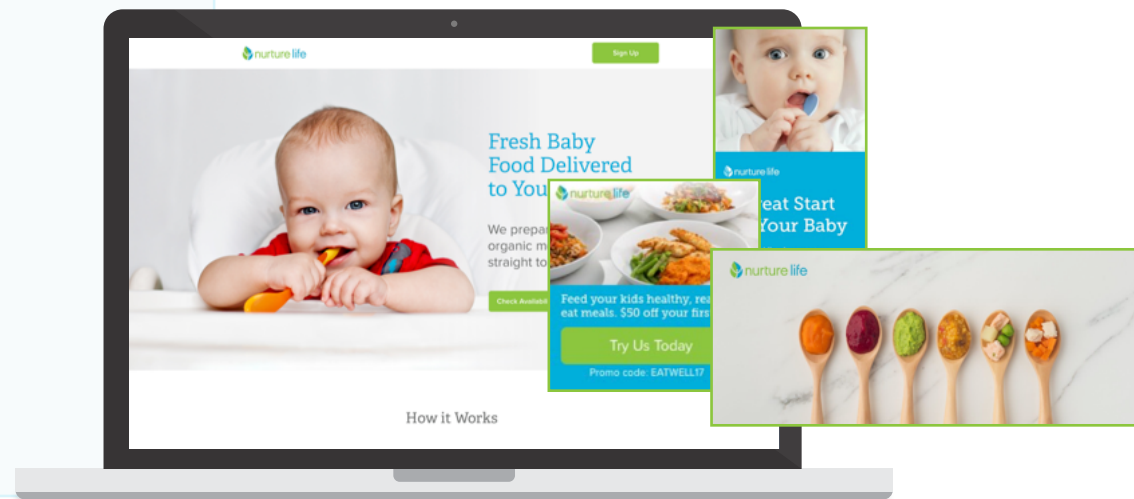 nurture life
Sign Up
Fresh Baby
Food Delivered
to You
We prepar
organic m
straight to
Check Availabili
How it Works
nurture life
Feed your kids healthy, rea
eat meals. $50 off your firs
Try Us Today
Promo code: EATWELL17
nurture life
eat Start
Your Baby
nurture life